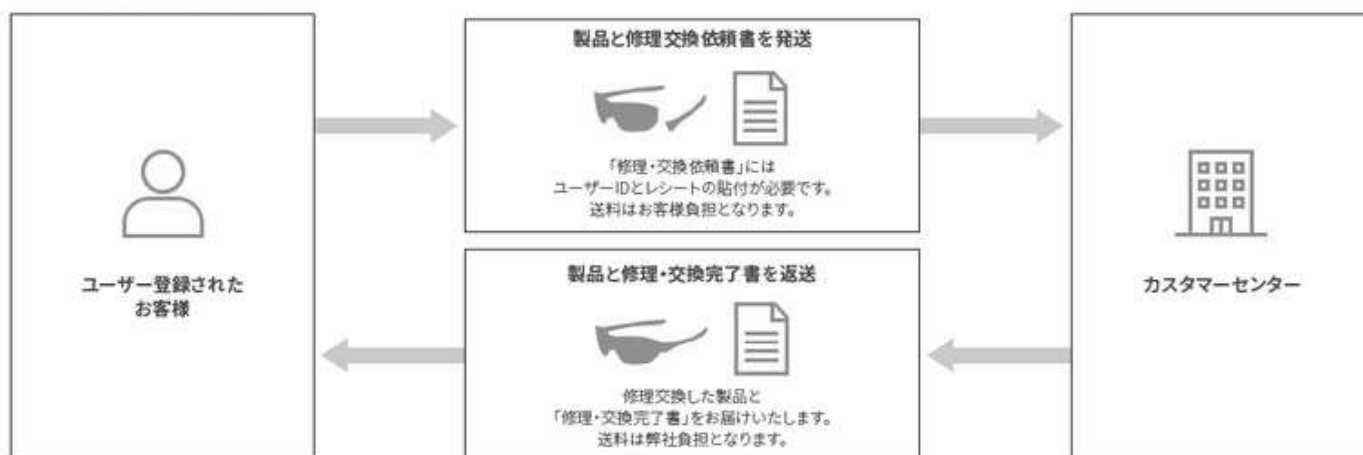 製品と修理交換依頼書を発送
「修理・交換依頼書」には
ユーザーIDとレシートの貼付が必要です。
送料はお客様負担となります。
ユーザー登録された
お客様
カスタマーセンター
製品と修理・交換完了書を返送
修理交換した製品と
「修理・交換完了書」をお届けいたします。
送料は弊社負担となります。